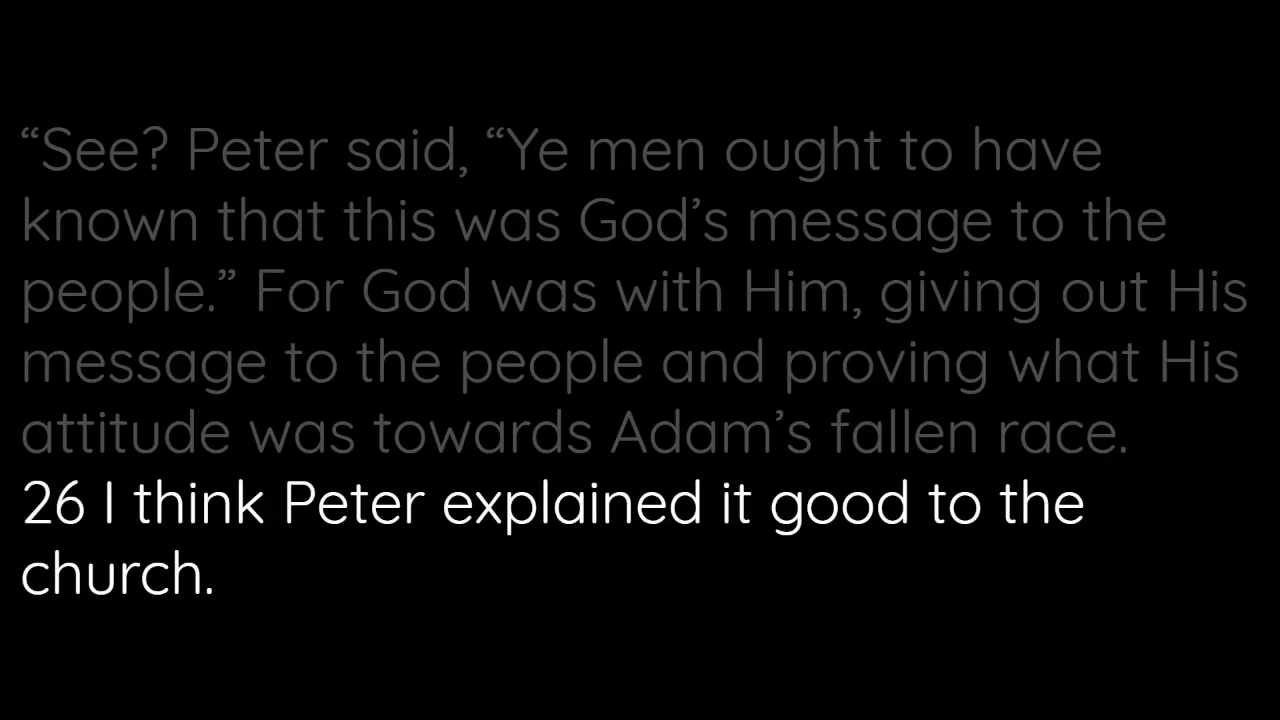 “See? Peter said, “Ye men ought to have
known that this was God’s message to the
people.” For God was with Him, giving out His
message to the people and proving what His
attitude was towards Adam’s fallen race.
26 I think Peter explained it good to the
church.